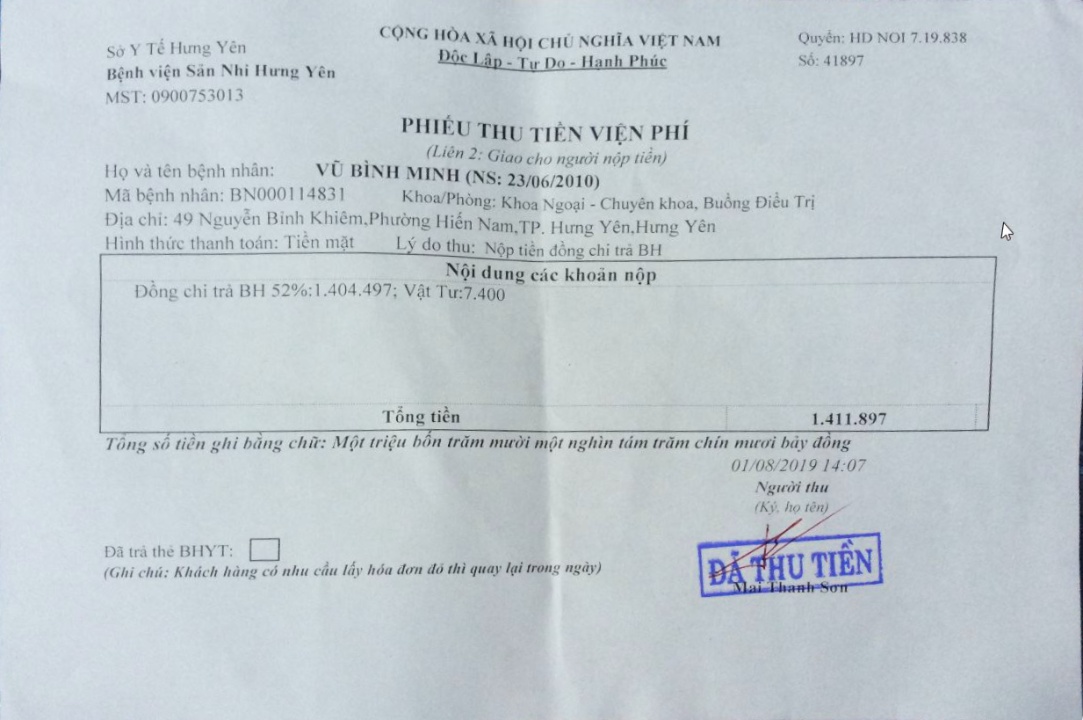 Sở Y Tế Hưng Yên
Bệnh viện Sản Nhi Hưng Yên
MST: 0900753013
CỘNG HÒA XÃ HỘI CHỦ NGHĨA VIỆT NAM
Độc Lập - Tự Do - Hạnh Phúc
Quyển: HD NOI 7.19.838
Số: 41897
PHIẾU THU TIỀN VIỆN PHÍ
(Liên 2: Giao cho người nộp tiền)
Họ và tên bệnh nhân: VŨ BÌNH MINH (NS: 23/06/2010)
Mã bệnh nhân: BN000114831 Khoa/Phòng: Khoa Ngoại - Chuyên khoa, Buồng Điều Trị
Địa chỉ: 49 Nguyễn Bỉnh Khiêm,Phường Hiến Nam,TP. Hưng Yên,Hưng Yên
Hình thức thanh toán: Tiền mặt Lý do thu: Nộp tiền đồng chi trả BH
Nội dung các khoản nộp
Đồng chi trả BH 52%:1.404.497; Vật Tư:7.400
Tổng tiền 1.411.897
Tổng số tiền ghi bằng chữ: Một triệu bốn trăm mười một nghìn tám trăm chín mươi bảy đồng
01/08/2019 14:07
Người thu
(Ký, họ tên)
ĐÃ THU TIỀN
Mai Thanh Sơn
Đã trả thẻ BHYT:
(Ghi chú: Khách hàng có nhu cầu lấy hóa đơn đỏ thì quay lại trong ngày)